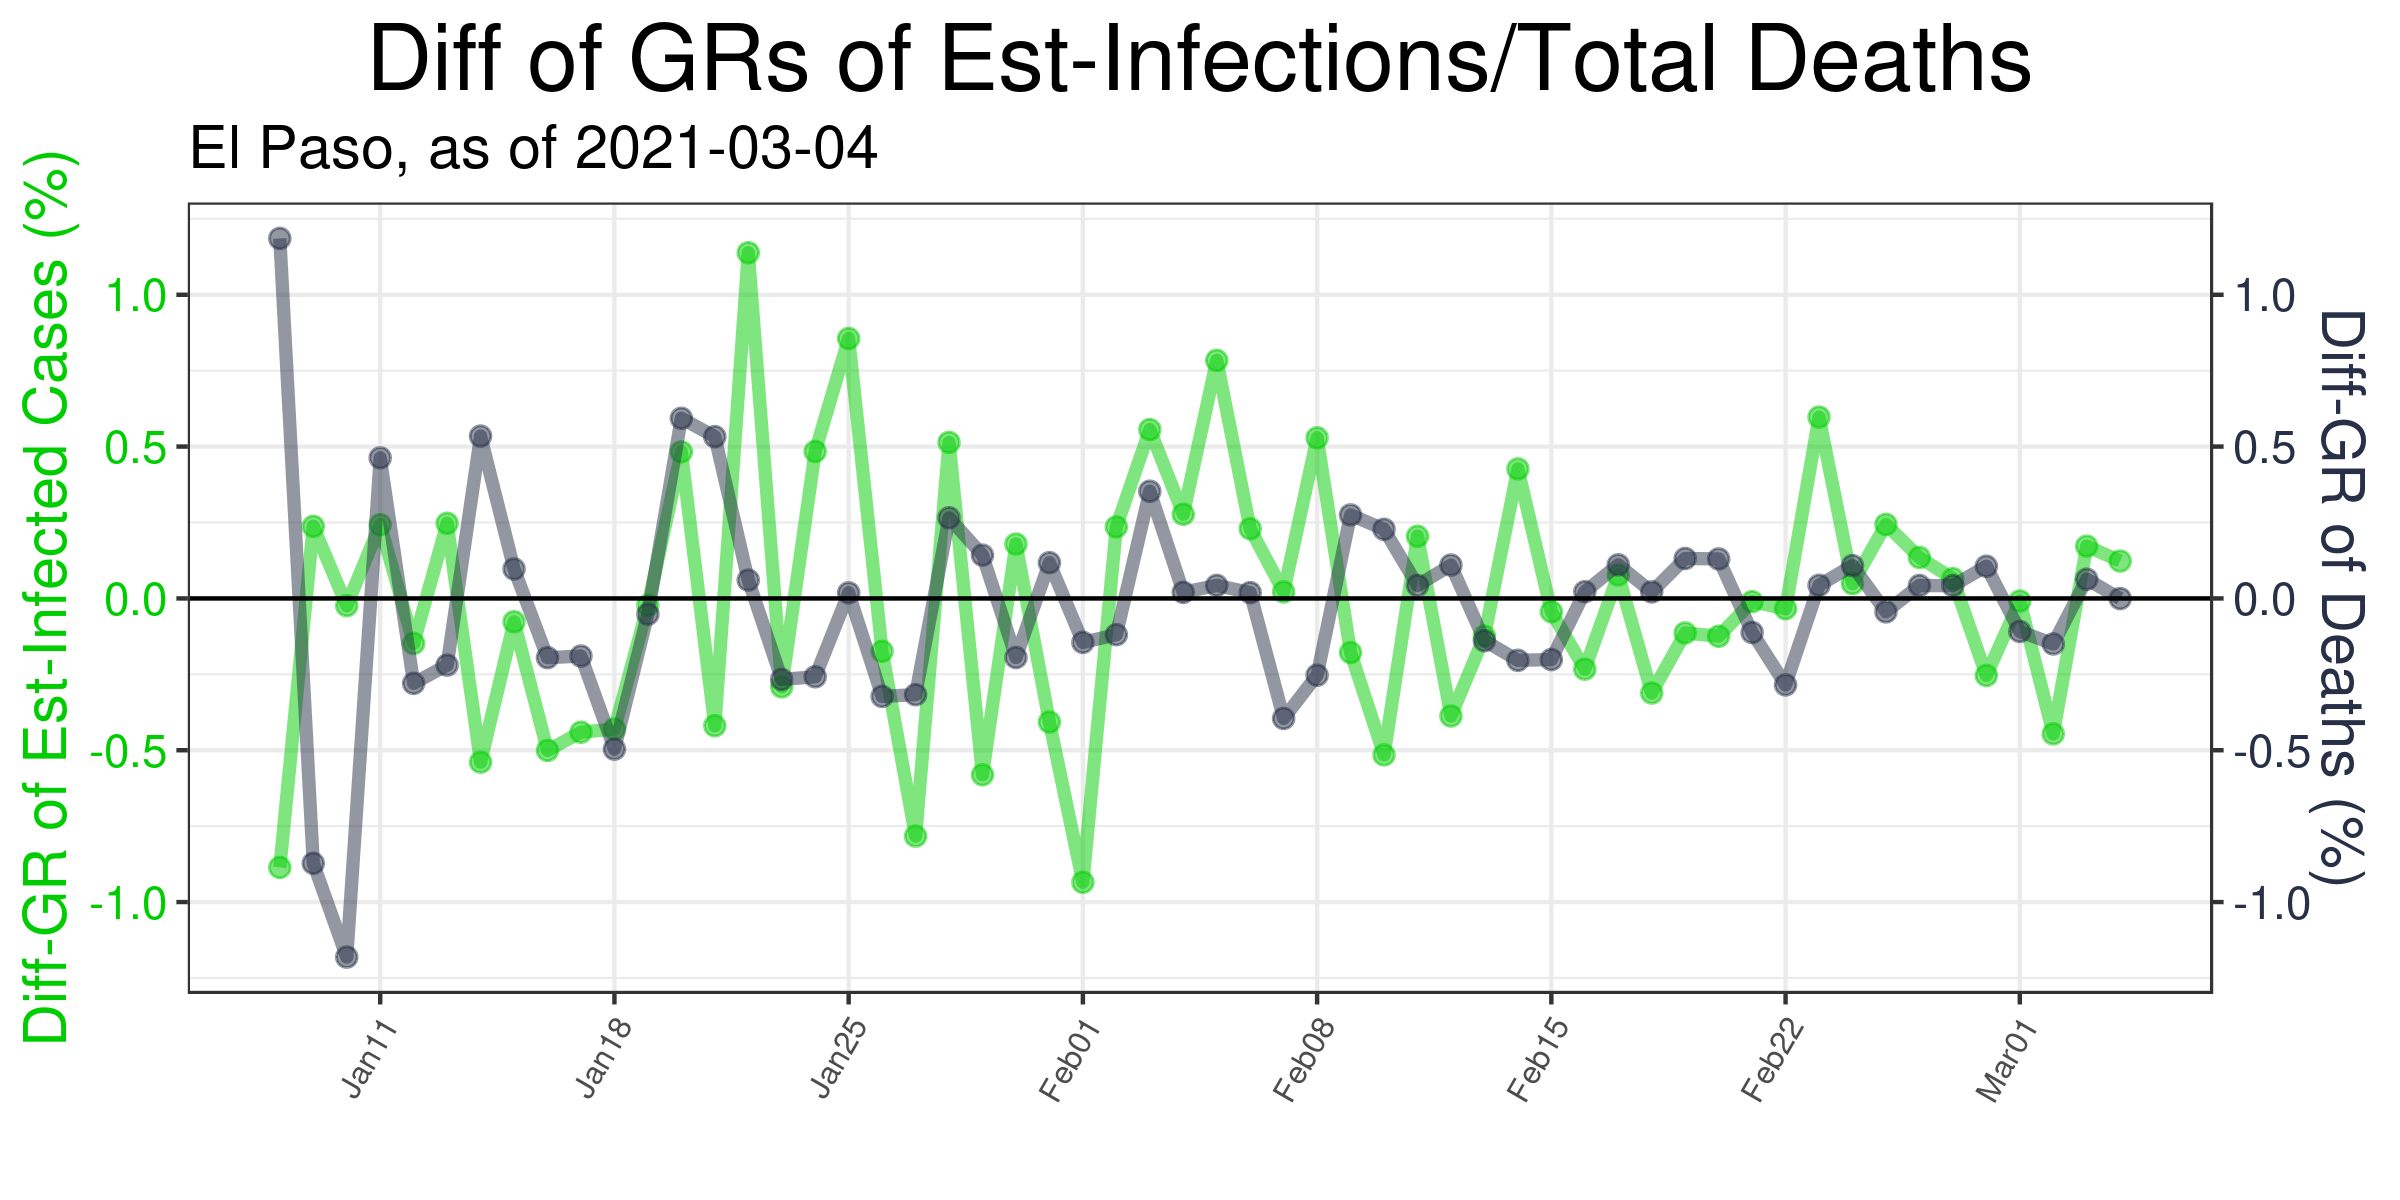 Diff of GRs of Est-Infections/Total Deaths
El Paso, as of 2021-03-04
Diff-GR of Est-Infected Cases (%)
1.0
0.5
0.0
-0.5
-1.0
1.0
0.5
0.0
-0.5
-1.0
Diff-GR of Deaths (%)
Jan11 Jan18 Jan25 Feb01 Feb08 Feb15 Feb22 Mar01